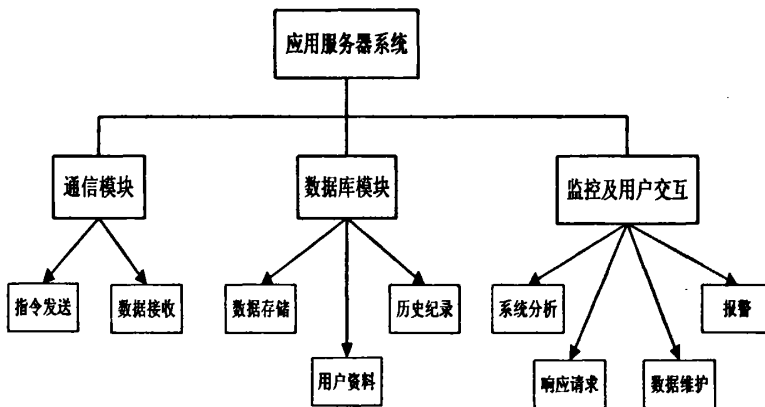 应用服务器系统
通信模块
数据库模块
监控及用户交互
指令发送
数据接收
数据存储
历史纪录
系统分析
报警
用户资料
响应请求
数据维护